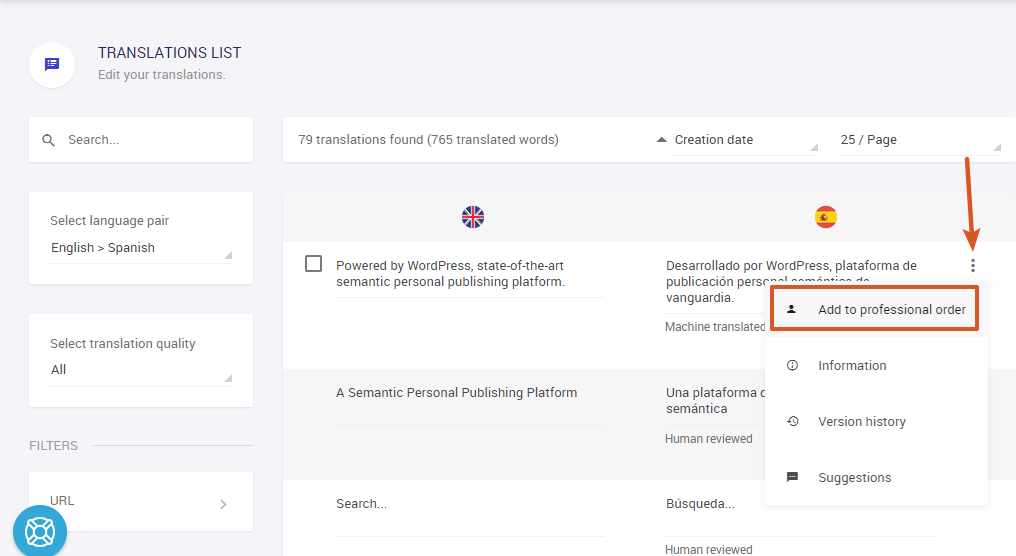 TRANSLATIONS LIST
Edit your translations.
Search...
79 translations found (765 translated words)
Creation date
25 / Page
Select language pair
English > Spanish
Select translation quality
All
FILTERS
URL
Powered by WordPress, state-of-the-art
semantic personal publishing platform.
Desarrollado por WordPress, plataforma de
publicación personal semántica de
vanguardia.
Machine translated
Add to professional order
Information
Version history
Suggestions
A Semantic Personal Publishing Platform
Una plataforma
semántica
Human reviewed
Search...
Búsqueda...
Human reviewed